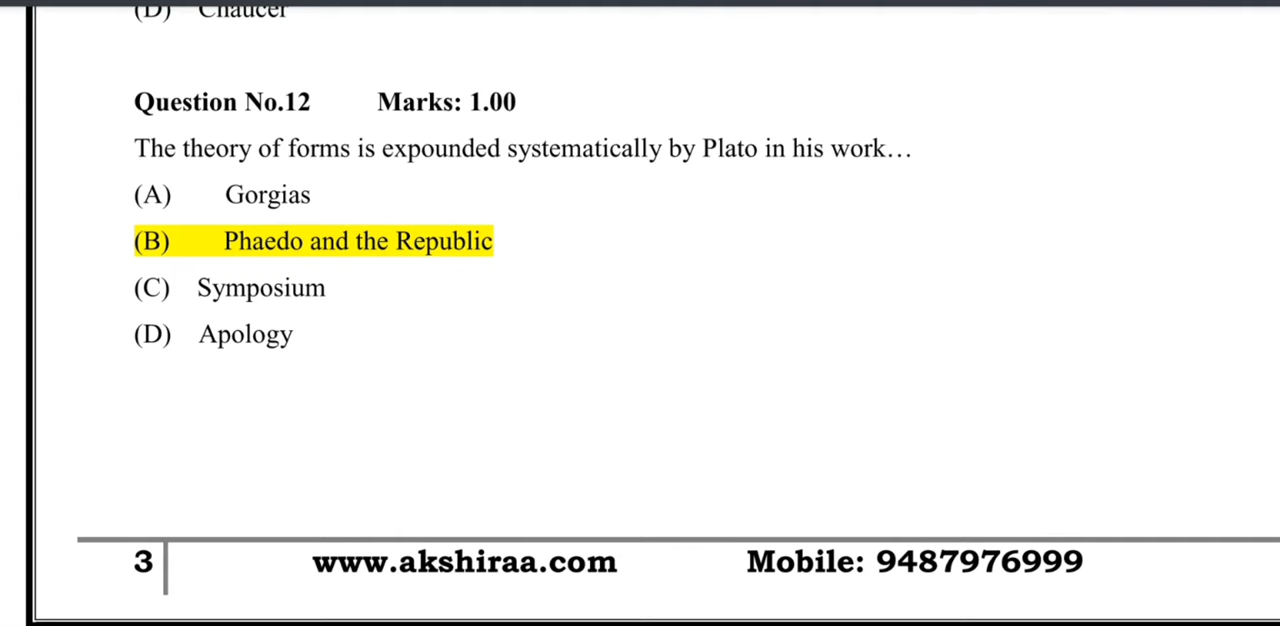 (D) Chaucer
Question No.12 Marks: 1.00
The theory of forms is expounded systematically by Plato in his work…
(A) Gorgias
(B) Phaedo and the Republic
(C) Symposium
(D) Apology
3 www.akshiraa.com Mobile: 9487976999